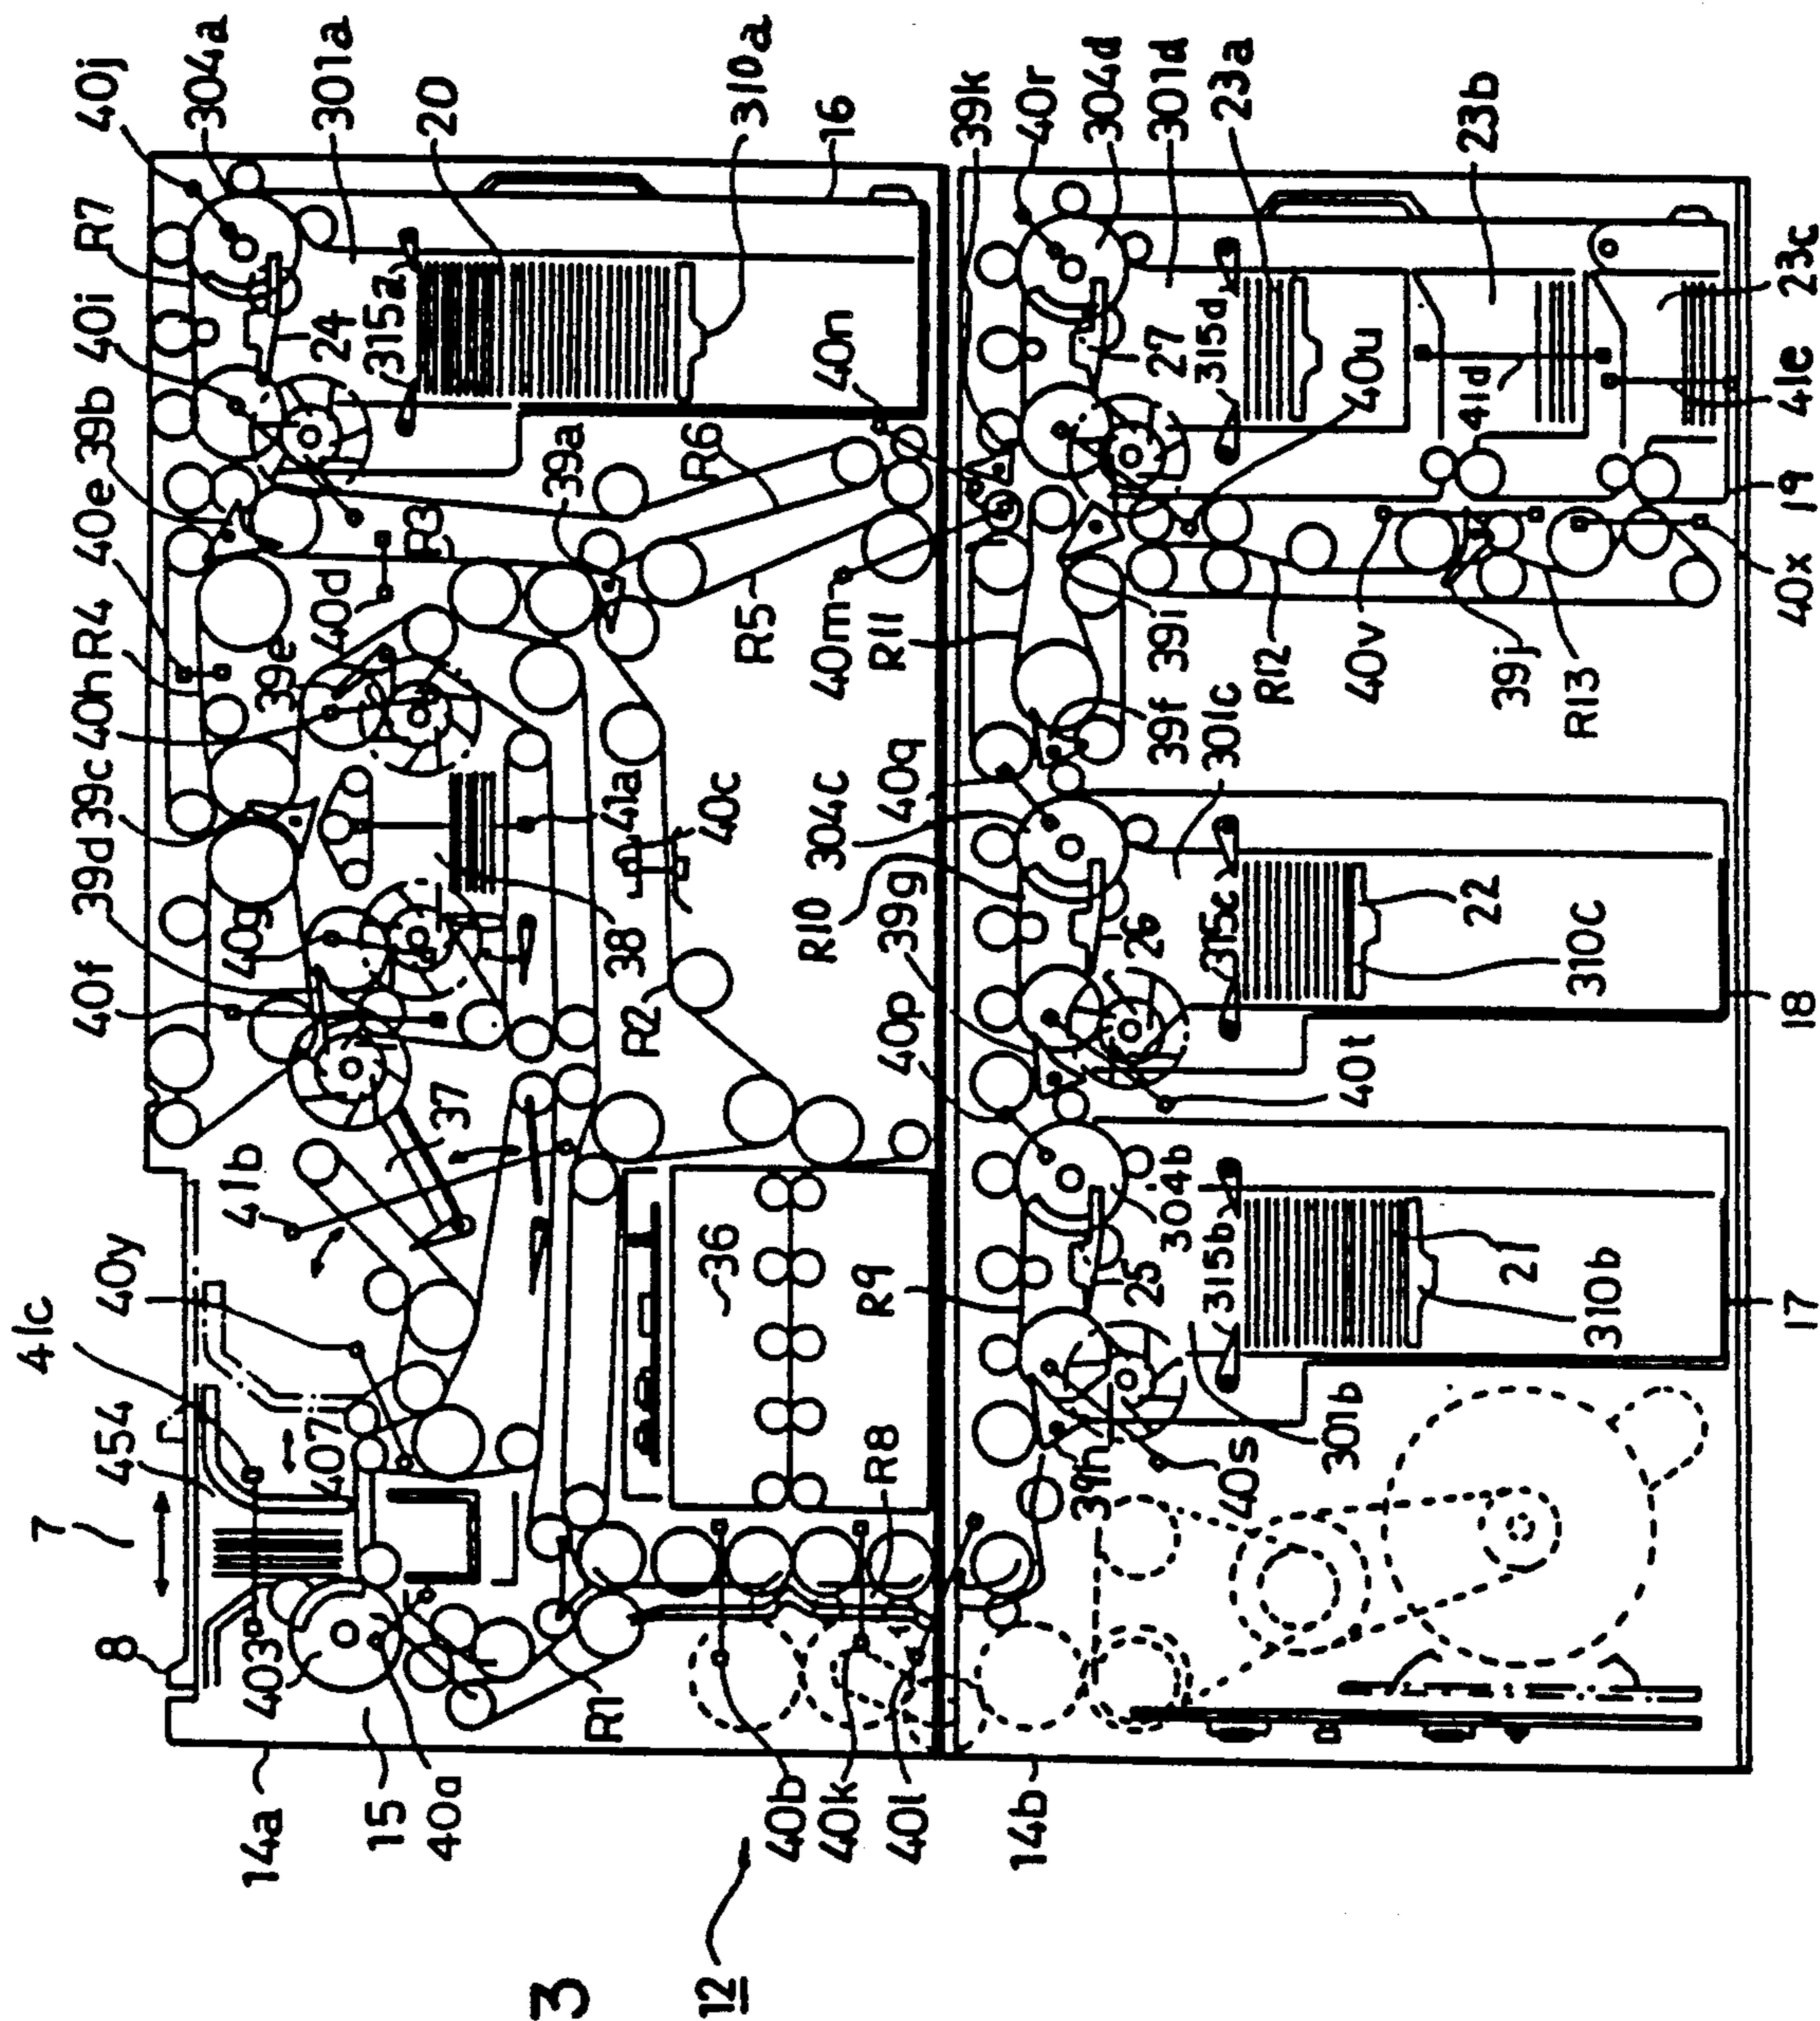 40j
304a
301a
20
310a
16
39k
40r
304d
301d
23a
23b
23c
R7
40i
39b
40e
R4
40h
39c
39d
40f
24
315a
40n
R6
39a
R3
40d
39e
R5
40m
R11
27
315d
40u
41d
41e
19
40x
40v
39j
R13
R12
39i
39f
301c
40q
304c
R10
39g
40p
41a
40c
38
R2
40g
37
41b
40y
41c
454
7
8
407
403
36
R9
R8
R1
26
315c
22
310c
18
40t
304b
25
315b
21
310b
17
301b
40s
39h
14a
15
40a
40b
40k
40l
14b
12
3